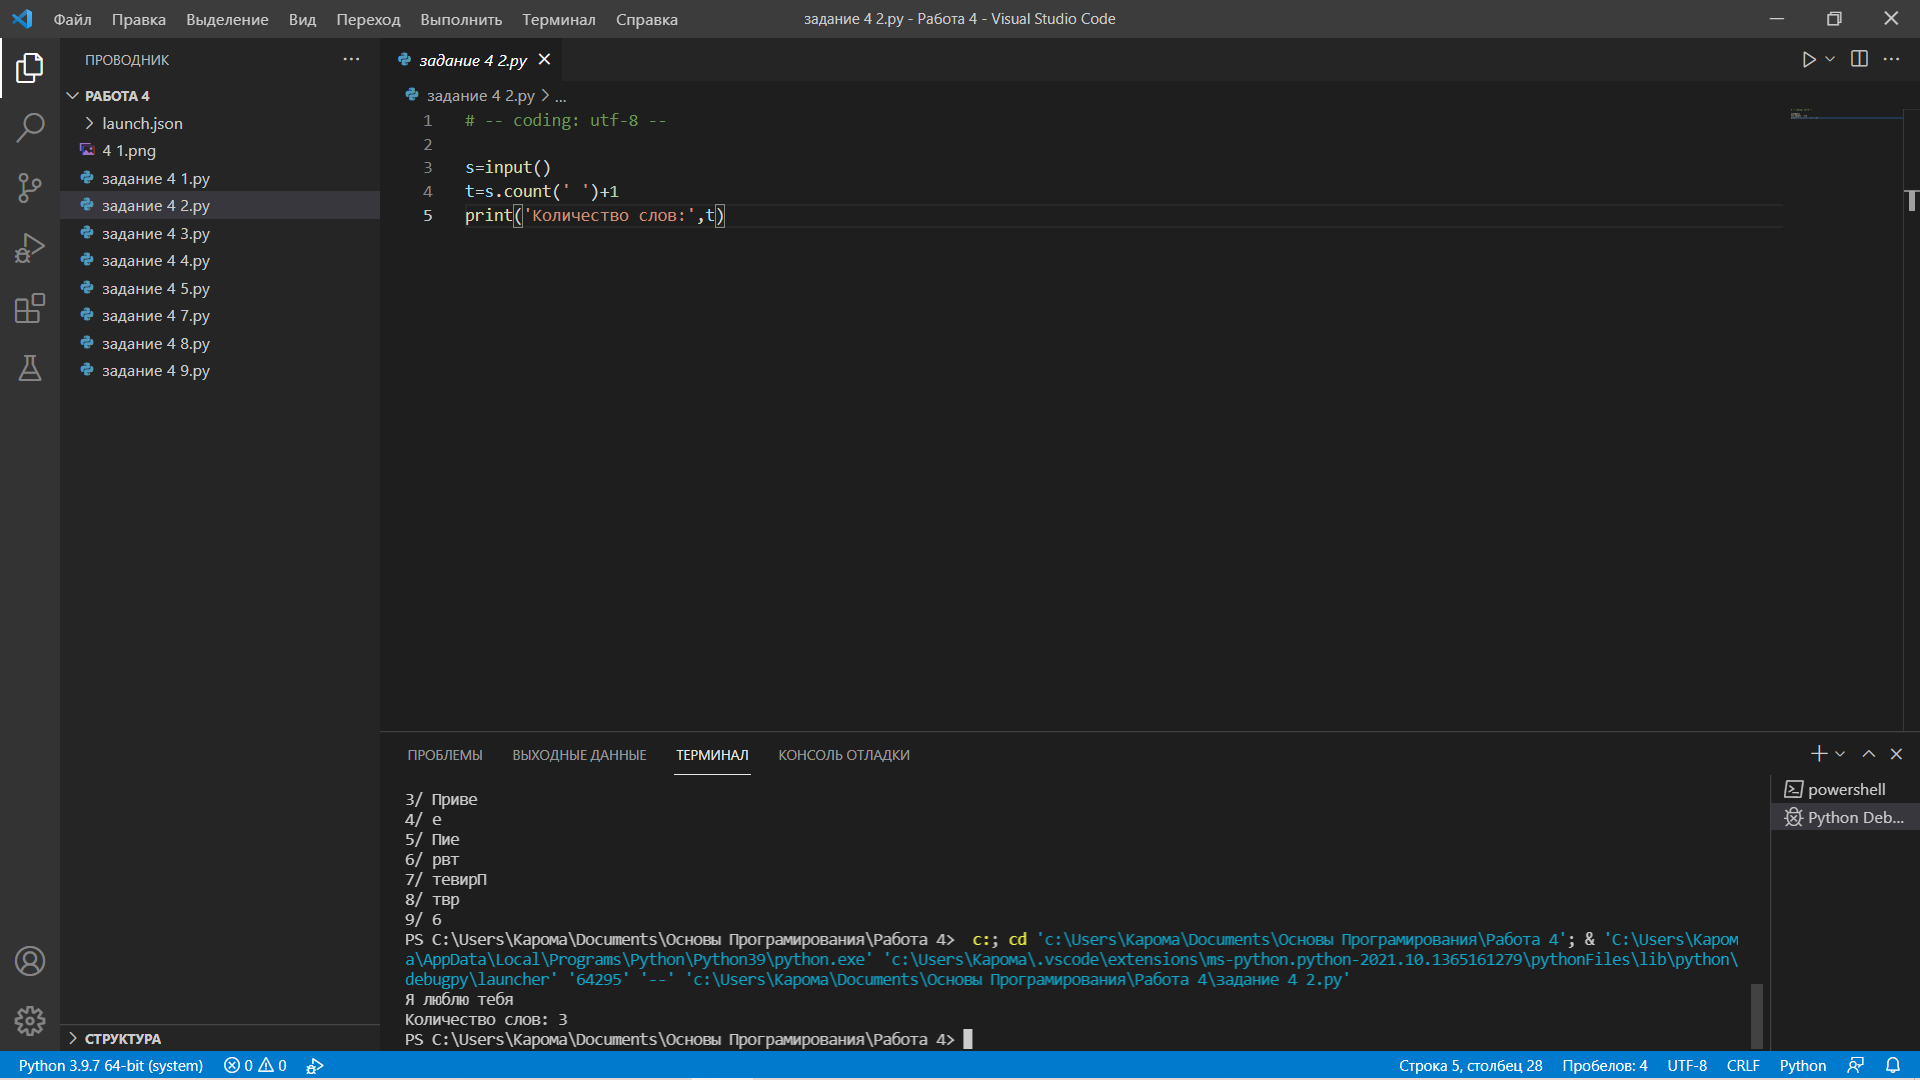 Файл Правка Выделение Вид Переход Выполнить Терминал Справка
задание 4 2.py - Работа 4 - Visual Studio Code
ПРОВОДНИК
РАБОТА 4
launch.json
4 1.png
задание 4 1.py
задание 4 2.py
задание 4 3.py
задание 4 4.py
задание 4 5.py
задание 4 7.py
задание 4 8.py
задание 4 9.py
СТРУКТУРА
задание 4 2.py
задание 4 2.py > ...
1 # -- coding: utf-8 --
2
3 s=input()
4 t=s.count(' ')+1
5 print('Количество слов:',t)
ПРОБЛЕМЫ ВЫХОДНЫЕ ДАННЫЕ ТЕРМИНАЛ КОНСОЛЬ ОТЛАДКИ
3/ Приве
4/ е
5/ Пие
6/ рвт
7/ тевирП
8/ твр
9/ 6
PS C:\Users\Карома\Documents\Основы Програмирования\Работа 4>  c:; cd 'c:\Users\Карома\Documents\Основы Програмирования\Работа 4'; & 'C:\Users\Каром
а\AppData\Local\Programs\Python\Python39\python.exe' 'c:\Users\Карома\.vscode\extensions\ms-python.python-2021.10.1365161279\pythonFiles\lib\python\
debugpy\launcher' '64295' '--' 'c:\Users\Карома\Documents\Основы Програмирования\Работа 4\задание 4 2.py'
Я люблю тебя
Количество слов: 3
PS C:\Users\Карома\Documents\Основы Програмирования\Работа 4>
powershell
Python Deb...
Python 3.9.7 64-bit (system) 0 0
Строка 5, столбец 28 Пробелов: 4 UTF-8 CRLF Python